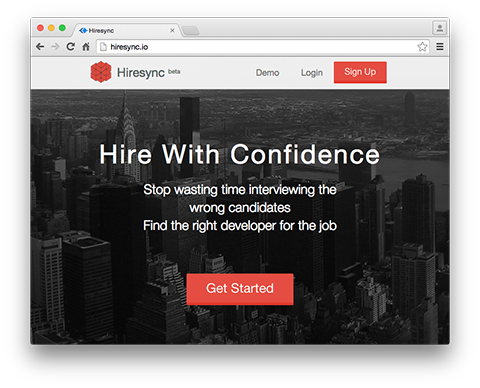 Hiresync
hiresync.io
Hiresync beta
Demo
Login
Sign Up
Hire With Confidence
Stop wasting time interviewing the
wrong candidates
Find the right developer for the job
Get Started